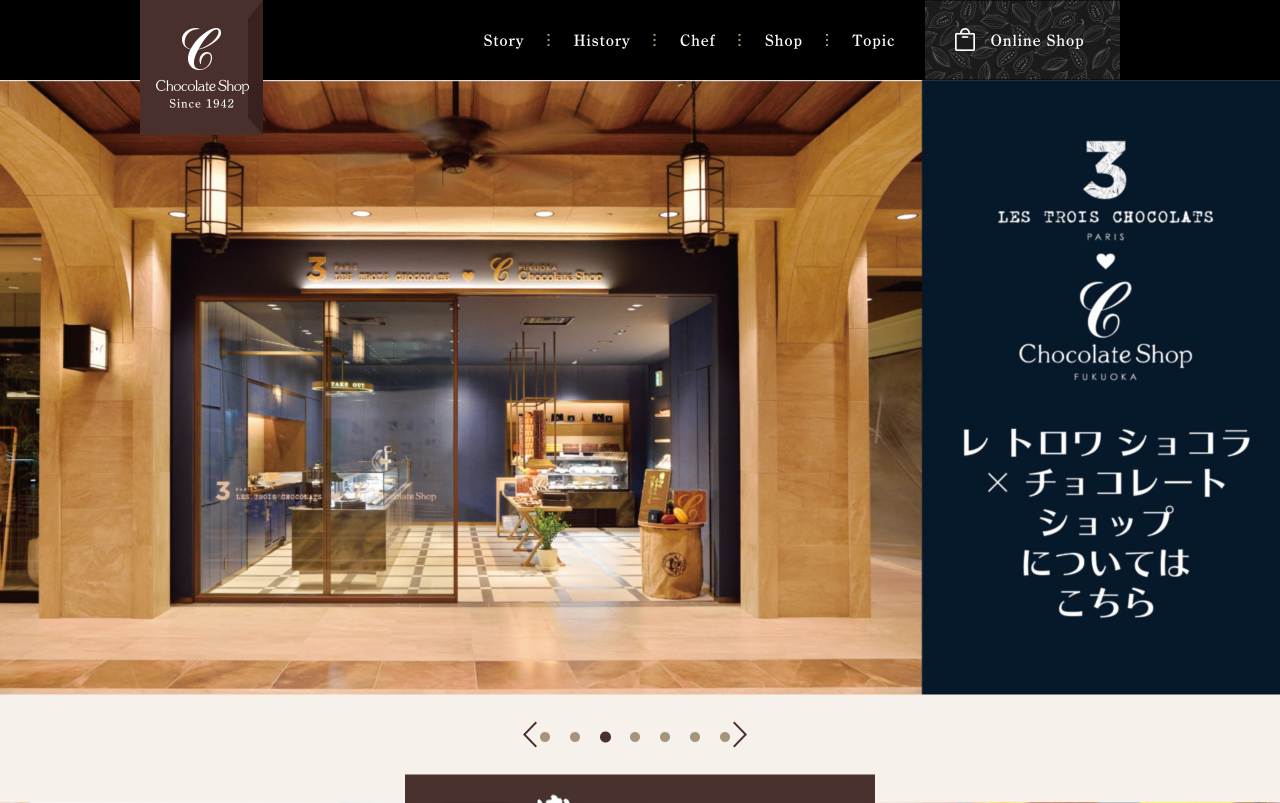 Chocolate Shop
Since 1942
Story
History
Chef
Shop
Topic
Online Shop
3 PARIS LES TROIS CHOCOLATS
FUKUOKA Chocolate Shop
TAKE OUT
3 LES TROIS CHOCOLATS
Chocolate Shop
3
LES TROIS CHOCOLATS
PARIS
Chocolate Shop
FUKUOKA
レ トロワ ショコラ
× チョコレート
ショップ
については
こちら